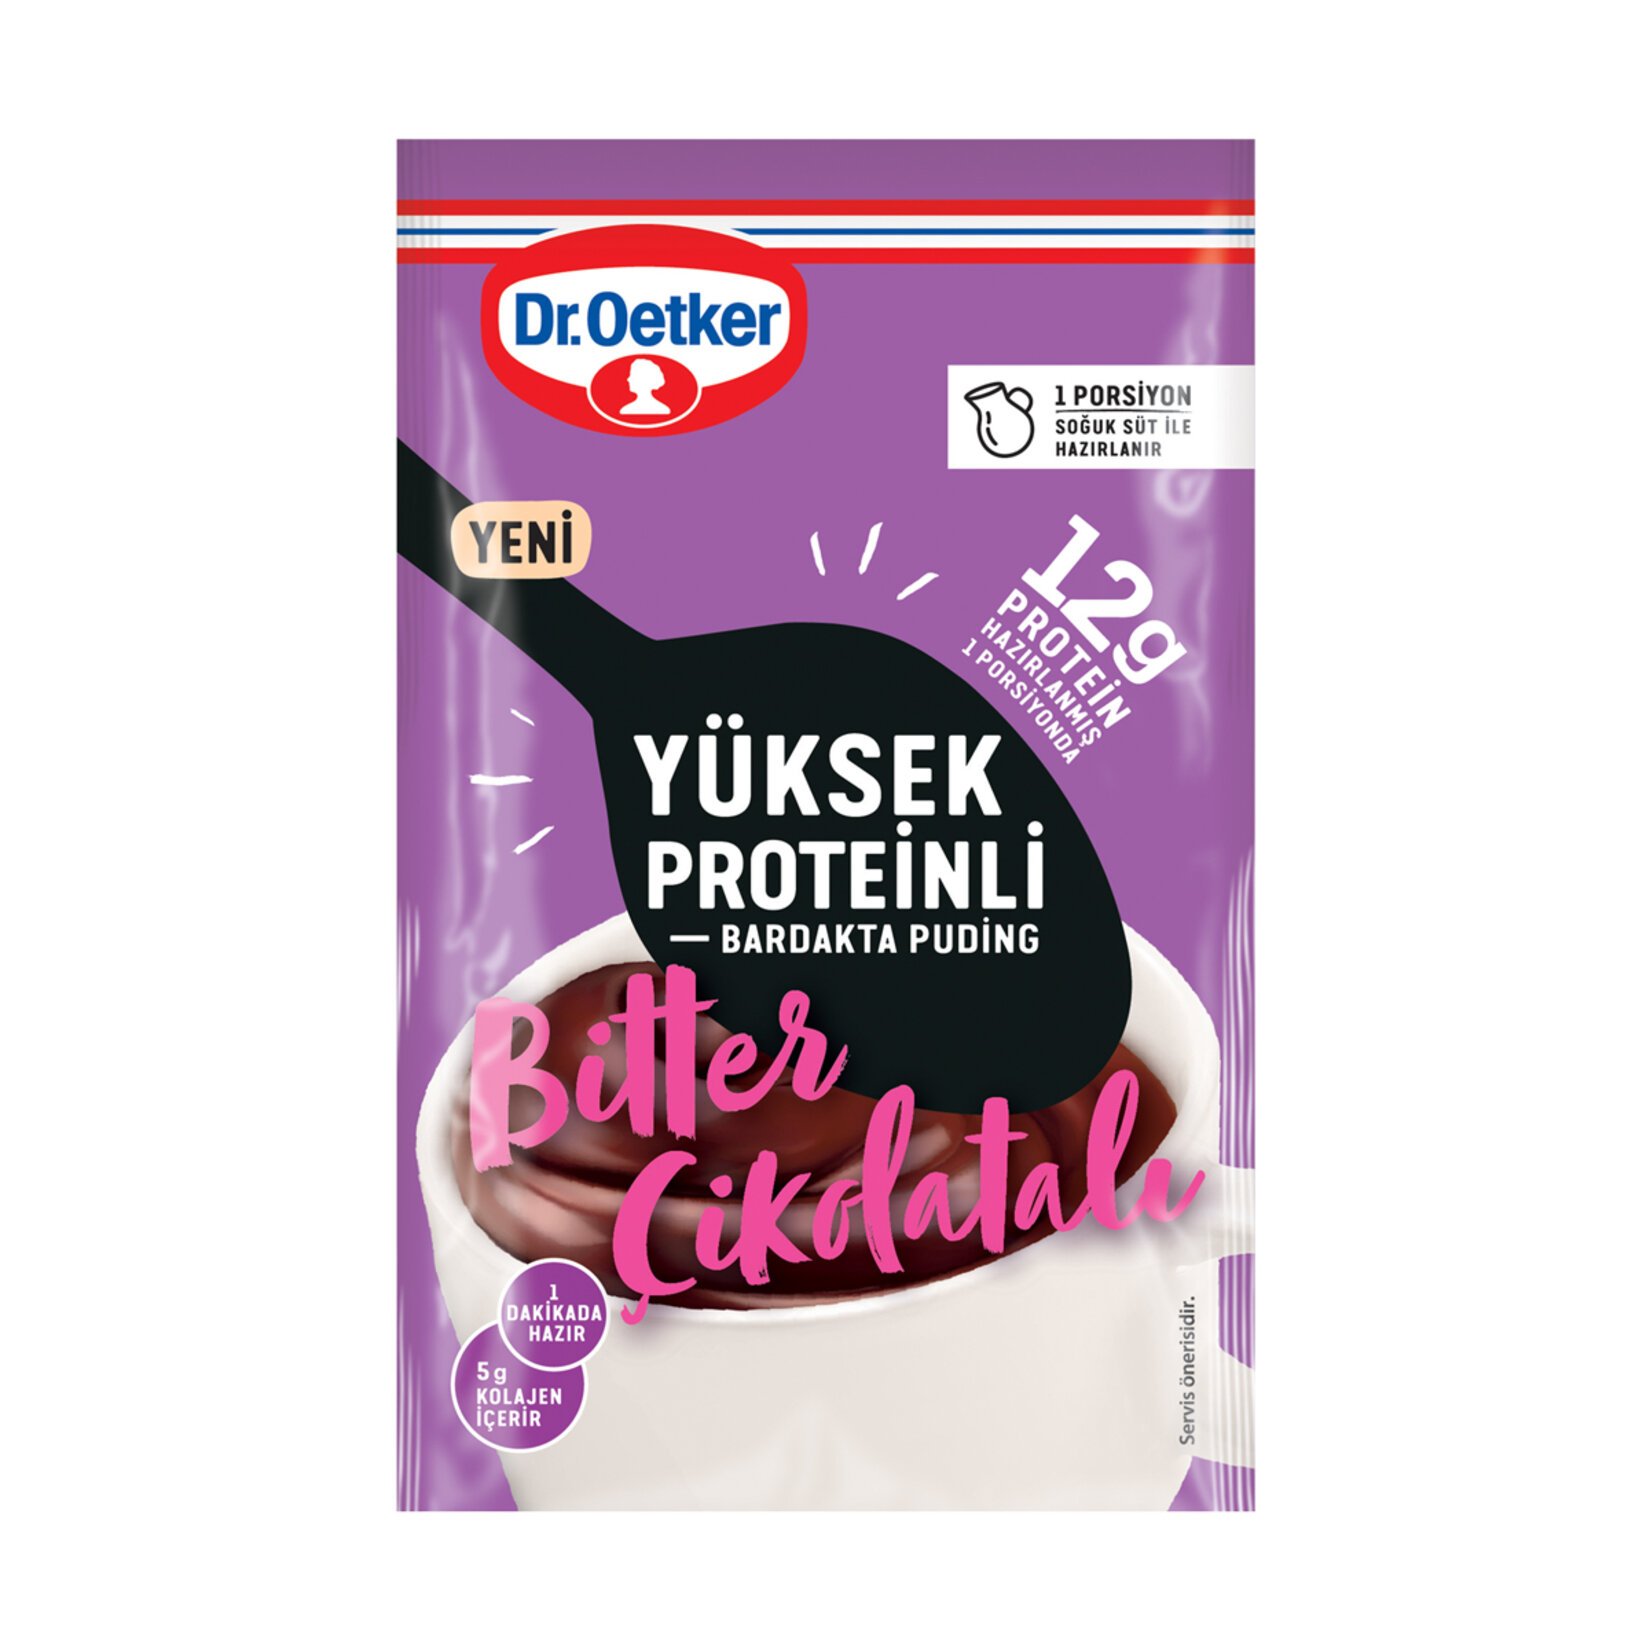 Dr.Oetker
1 PORSİYON
SOĞUK SÜT İLE
HAZIRLANIR
YENİ
12g
PROTEİN
HAZIRLANMIŞ
1 PORSİYONDA
YÜKSEK
PROTEİNLİ
— BARDAKTA PUDİNG
Bitter
Çikolatalı
1
DAKİKADA
HAZIR
5 g
KOLAJEN
İÇERİR
Servis önerisidir.